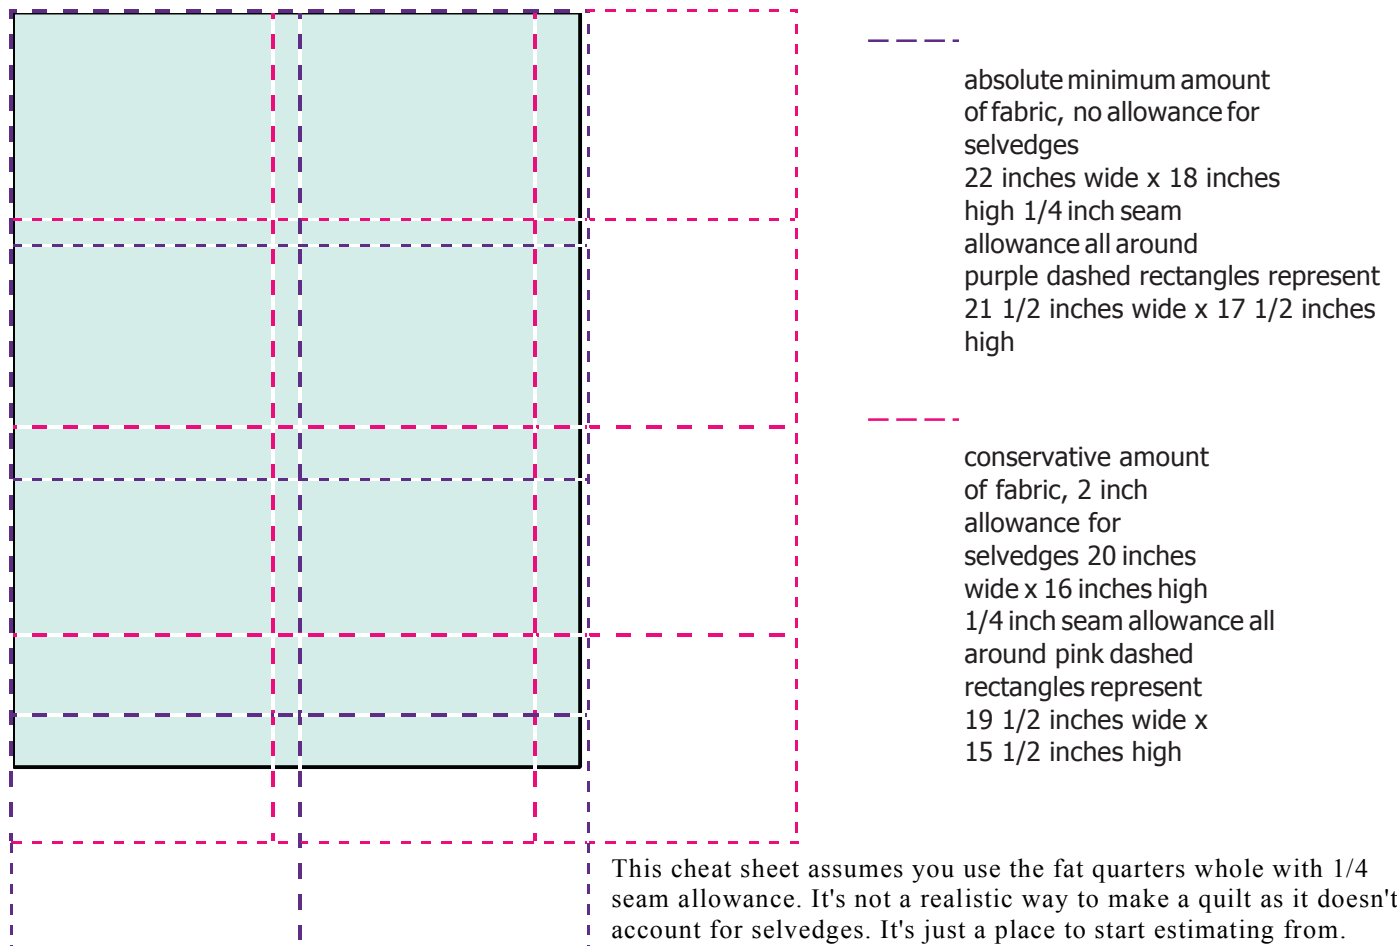 absolute minimum amount
of fabric, no allowance for
selvedges
22 inches wide x 18 inches
high 1/4 inch seam
allowance all around
purple dashed rectangles represent
21 1/2 inches wide x 17 1/2 inches
high
conservative amount
of fabric, 2 inch
allowance for
selvedges 20 inches
wide x 16 inches high
1/4 inch seam allowance all
around pink dashed
rectangles represent
19 1/2 inches wide x
15 1/2 inches high
This cheat sheet assumes you use the fat quarters whole with 1/4
seam allowance. It's not a realistic way to make a quilt as it doesn't
account for selvedges. It's just a place to start estimating from.